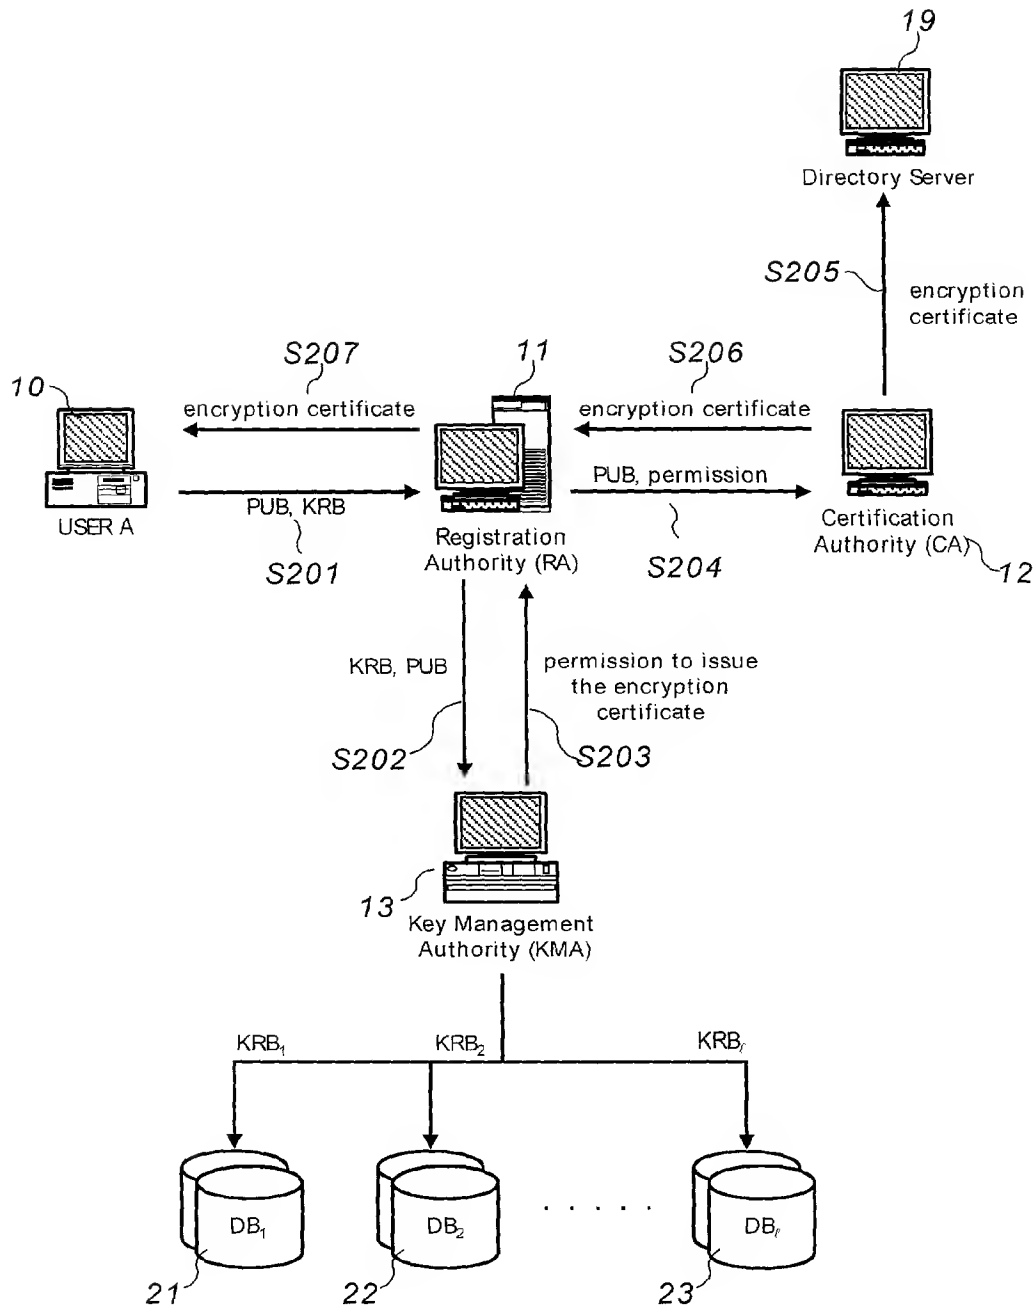 19
Directory Server
S205
encryption
certificate
S207
11
S206
10
encryption certificate
encryption certificate
PUB, KRB
PUB, permission
USER A
S201
Registration
Authority (RA)
S204
Certification
Authority (CA)
12
KRB, PUB
permission to issue
the encryption
certificate
S202
S203
13
Key Management
Authority (KMA)
KRB₁
KRB₂
KRBℓ
DB₁
DB₂
. . . . .
DBℓ
21
22
23